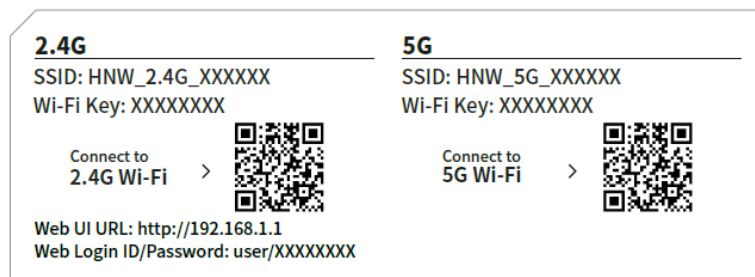 2.4G
SSID: HNW_2.4G_XXXXXX
Wi-Fi Key: XXXXXXXX
Connect to
2.4G Wi-Fi >
Web UI URL: http://192.168.1.1
Web Login ID/Password: user/XXXXXXXX
5G
SSID: HNW_5G_XXXXXX
Wi-Fi Key: XXXXXXXX
Connect to
5G Wi-Fi >